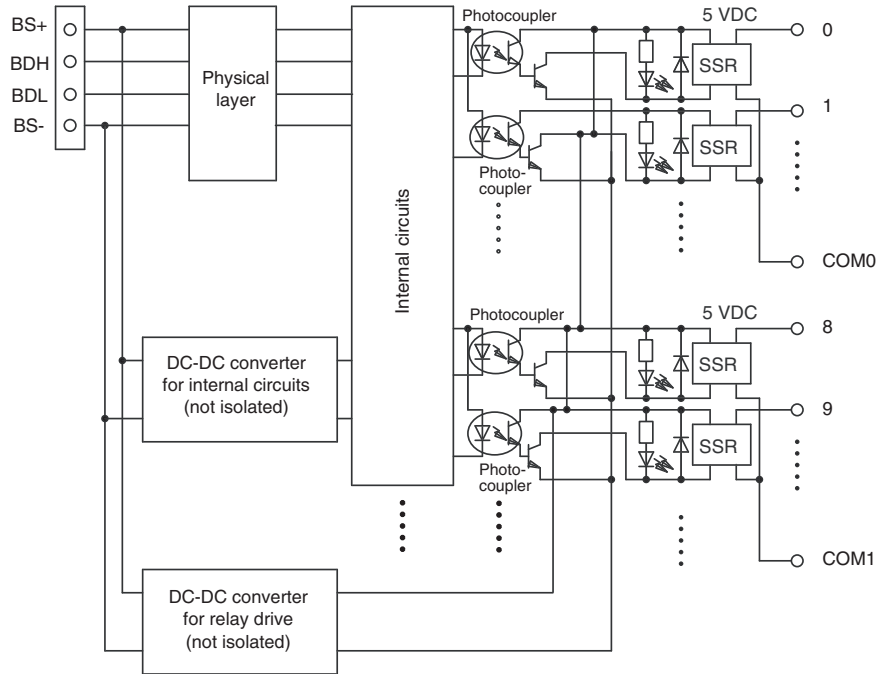 BS+
BDH
BDL
BS-
Physical
layer
Internal circuits
Photocoupler
5 VDC
SSR
0
SSR
1
Photo-
coupler
COM0
Photocoupler
5 VDC
SSR
8
SSR
9
Photo-
coupler
COM1
DC-DC converter
for internal circuits
(not isolated)
DC-DC converter
for relay drive
(not isolated)